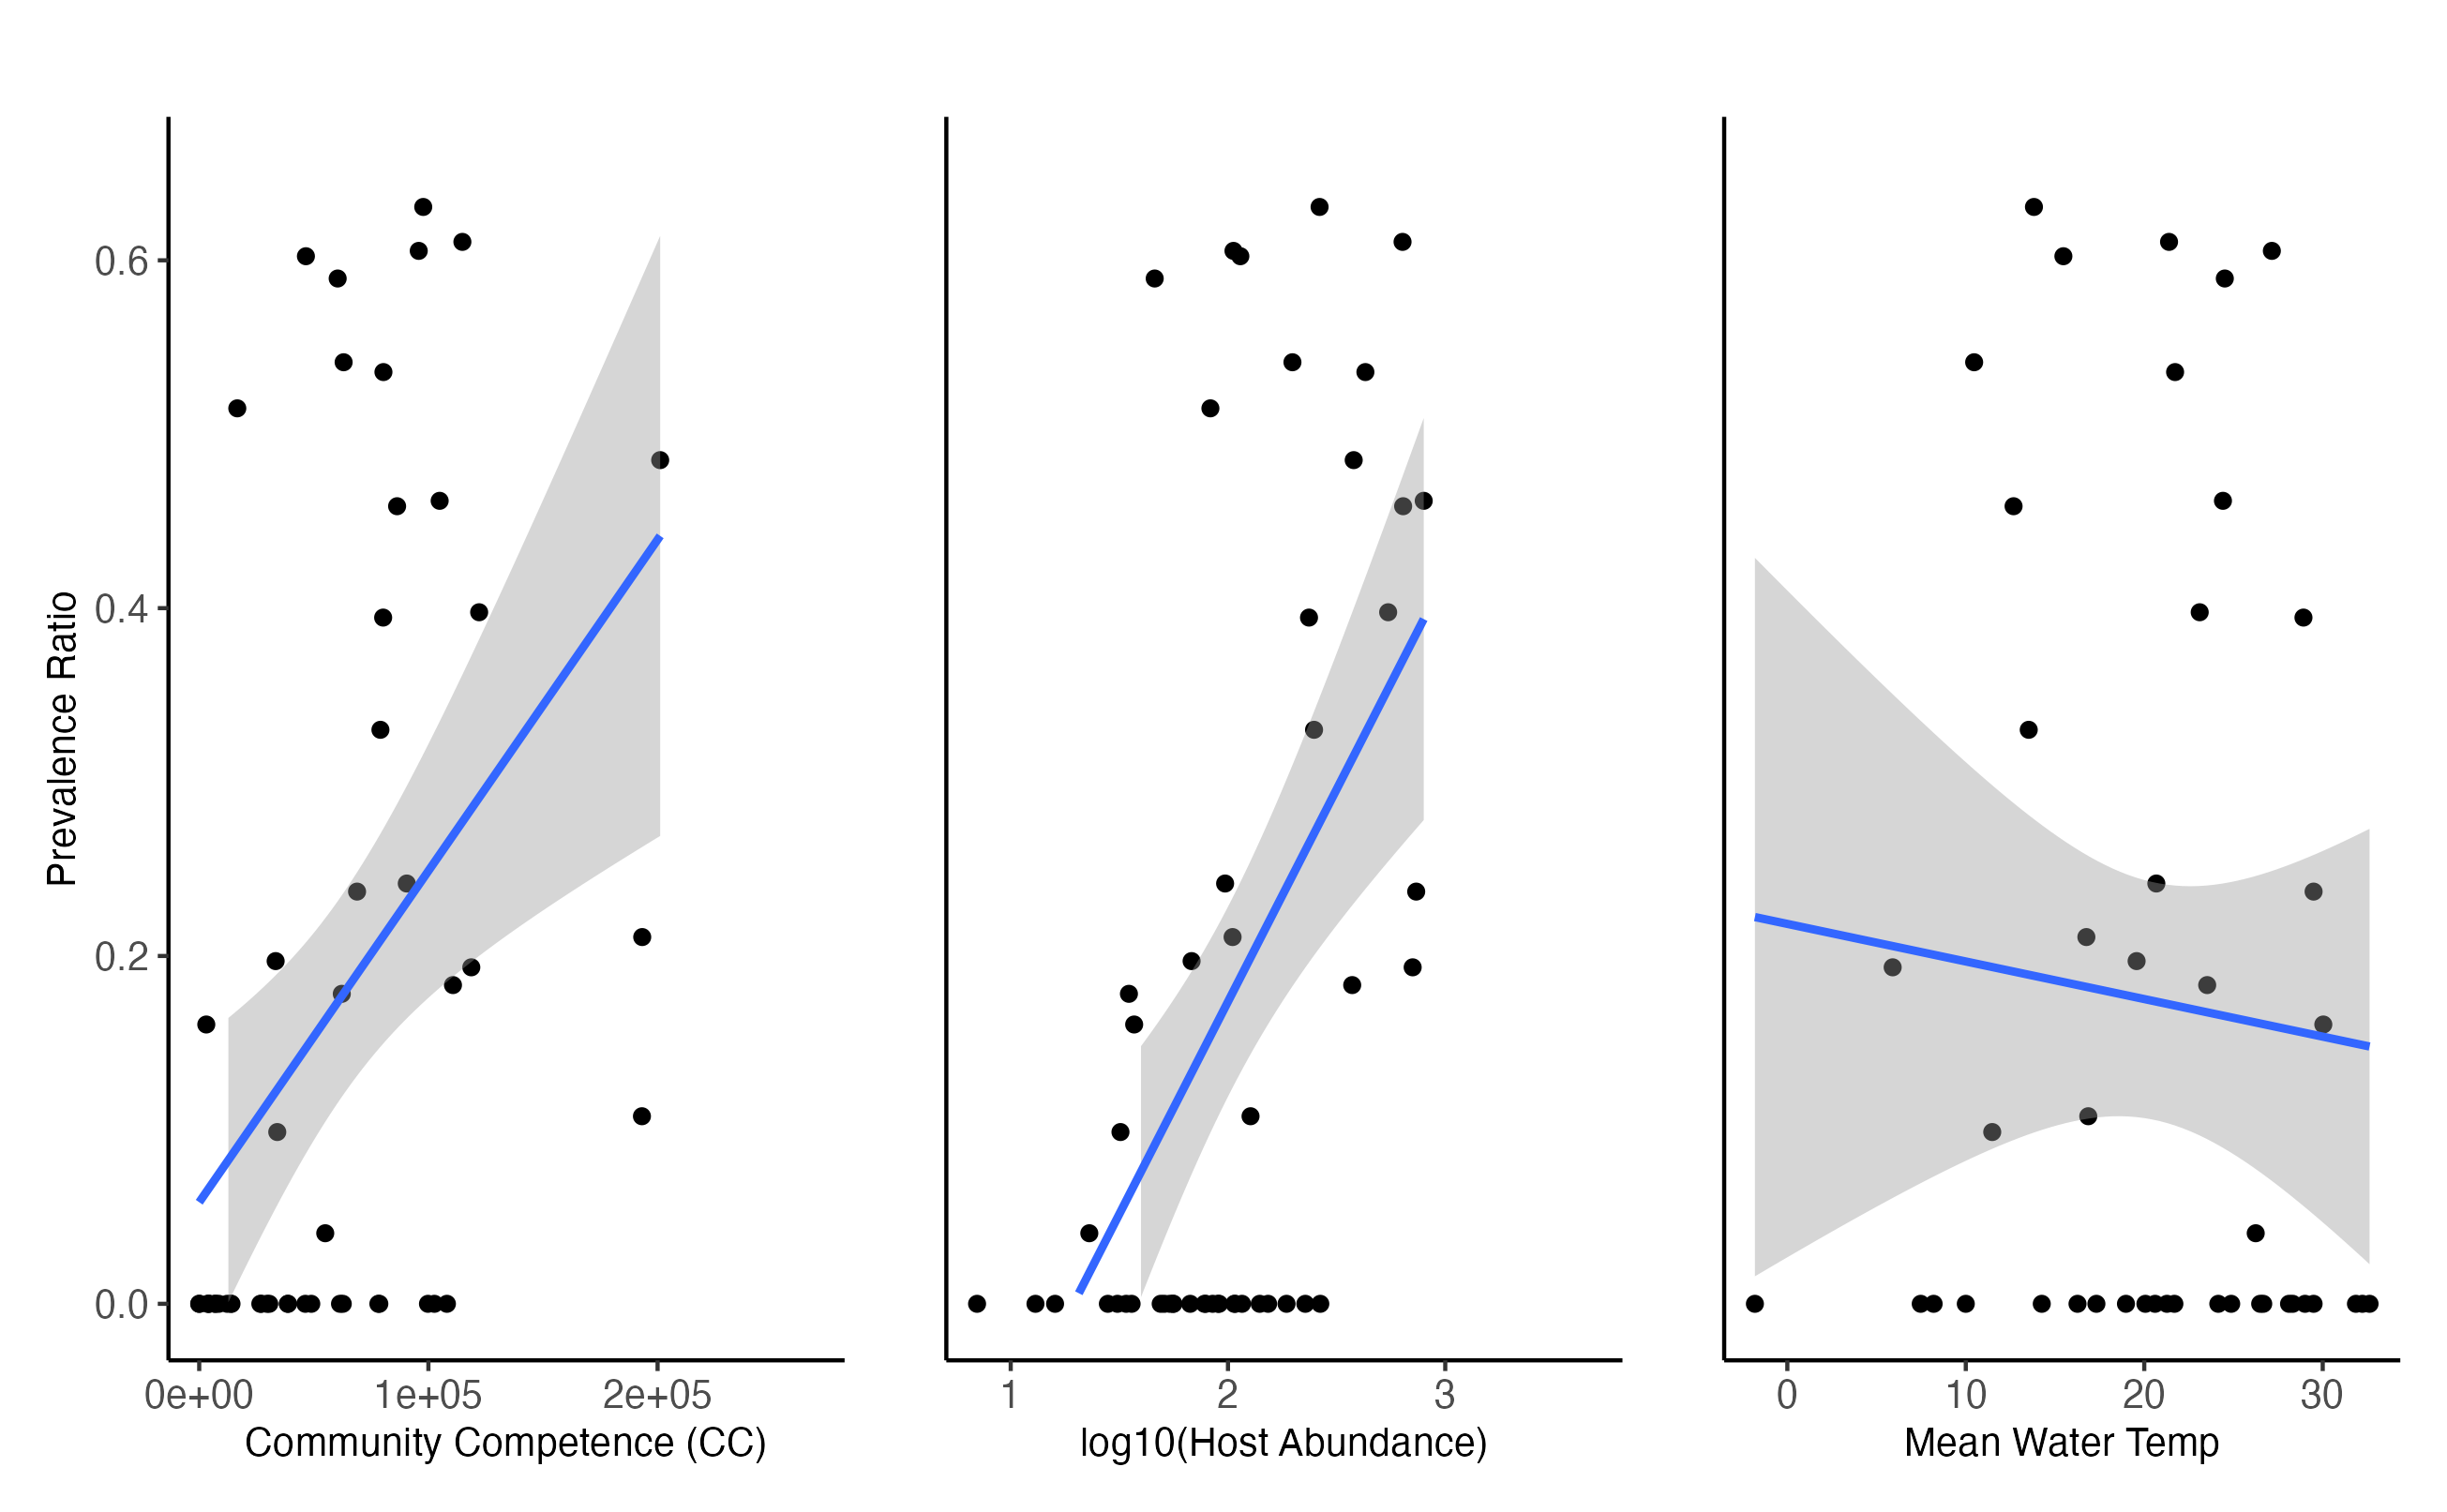 Prevalence Ratio
0.6
0.4
0.2
0.0
0e+00 1e+05 2e+05
Community Competence (CC)
1 2 3
log10(Host Abundance)
0 10 20 30
Mean Water Temp